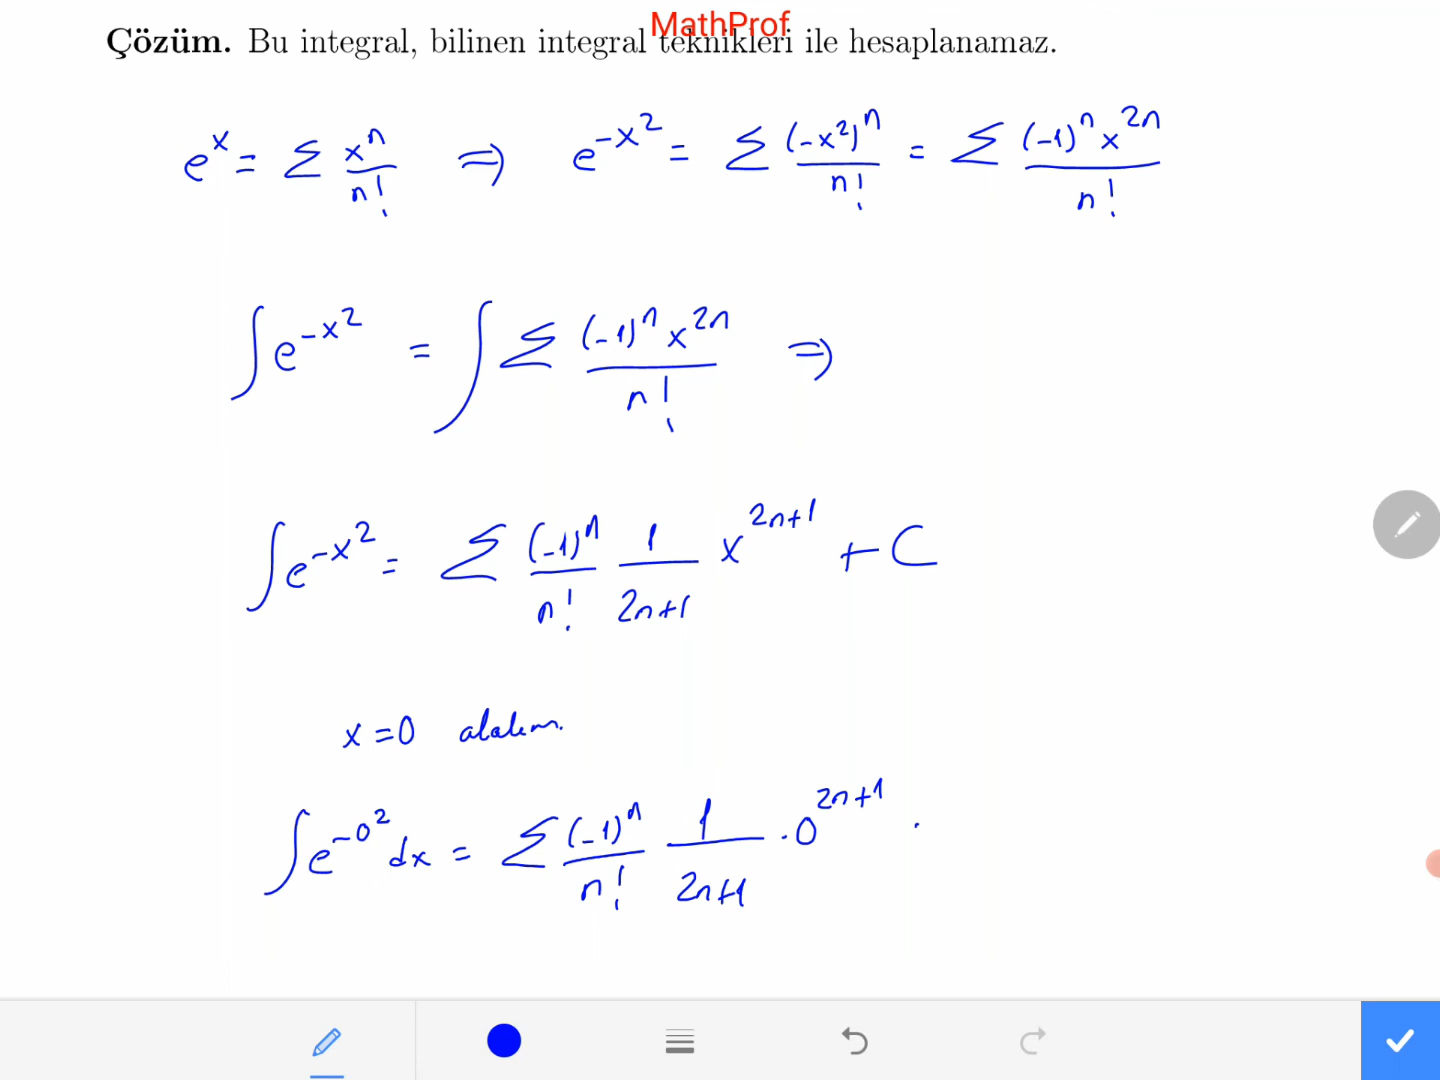 MathProf
Çözüm. Bu integral, bilinen integral teknikleri ile hesaplanamaz.
e^x = Σ x^n/n! ⇒ e^{-x^2} = Σ (-x^2)^n/n! = Σ (-1)^n x^{2n}/n!
∫e^{-x^2} = ∫ Σ (-1)^n x^{2n}/n! ⇒
∫e^{-x^2} = Σ (-1)^n/n! 1/(2n+1) x^{2n+1} + C
x = 0 alalım.
∫e^{-0^2} dx = Σ (-1)^n/n! 1/(2n+1) · 0^{2n+1} .